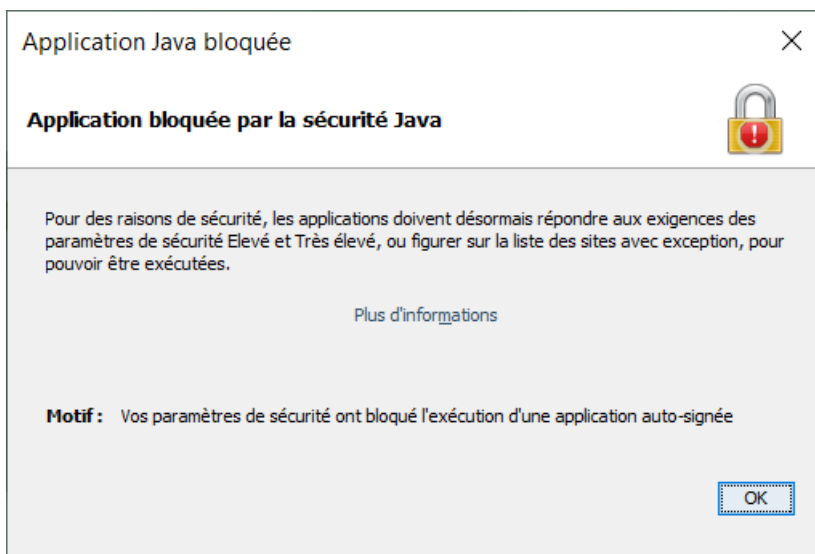 Application Java bloquée
Application bloquée par la sécurité Java
Pour des raisons de sécurité, les applications doivent désormais répondre aux exigences des
paramètres de sécurité Elevé et Très élevé, ou figurer sur la liste des sites avec exception, pour
pouvoir être exécutées.
Plus d'informations
Motif : Vos paramètres de sécurité ont bloqué l'exécution d'une application auto-signée
OK